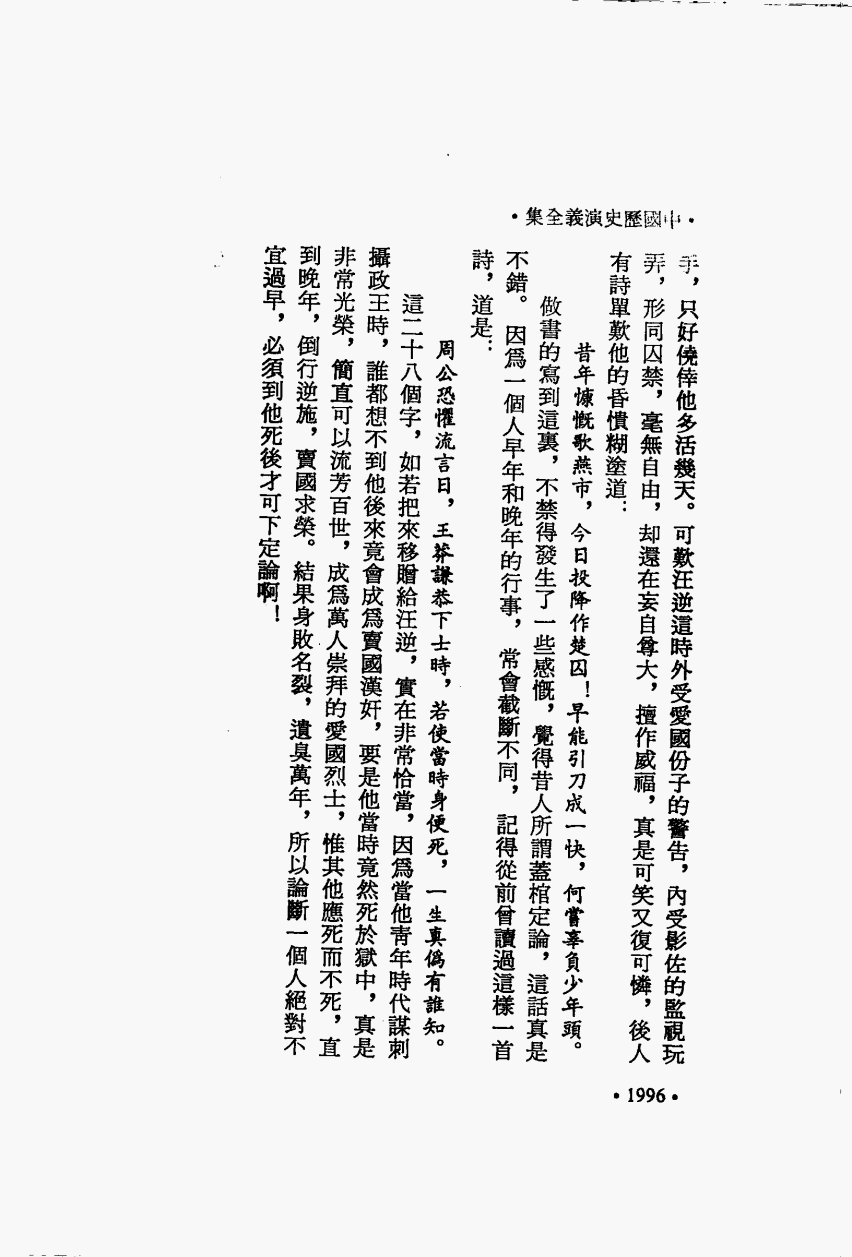 •中國歷史演義全集•
手，只好僥倖他多活幾天。可歎汪逆這時外受愛國份子的警告，內受影佐的監視玩
弄，形同囚禁，毫無自由，却還在妄自尊大，擅作威福，真是可笑又復可憐，後人
有詩單歎他的昏憒糊塗道：
昔年慷慨歌燕市，今日投降作楚囚！早能引刀成一快，何嘗辜負少年頭。
做書的寫到這裏，不禁得發生了一些感慨，覺得昔人所謂蓋棺定論，這話真是
不錯。因爲一個人早年和晚年的行事，常會截斷不同，記得從前曾讀過這樣一首
詩，道是：
周公恐懼流言日，王莽謙恭下士時，若使當時身便死，一生真僞有誰知。
這二十八個字，如若把來移贈給汪逆，實在非常恰當，因爲當他靑年時代謀刺
攝政王時，誰都想不到他後來竟會成爲賣國漢奸，要是他當時竟然死於獄中，真是
非常光榮，簡直可以流芳百世，成爲萬人崇拜的愛國烈士，惟其他應死而不死，直
到晚年，倒行逆施，賣國求榮。結果身敗名裂，遺臭萬年，所以論斷一個人絕對不
宜過早，必須到他死後才可下定論啊！
•1996•